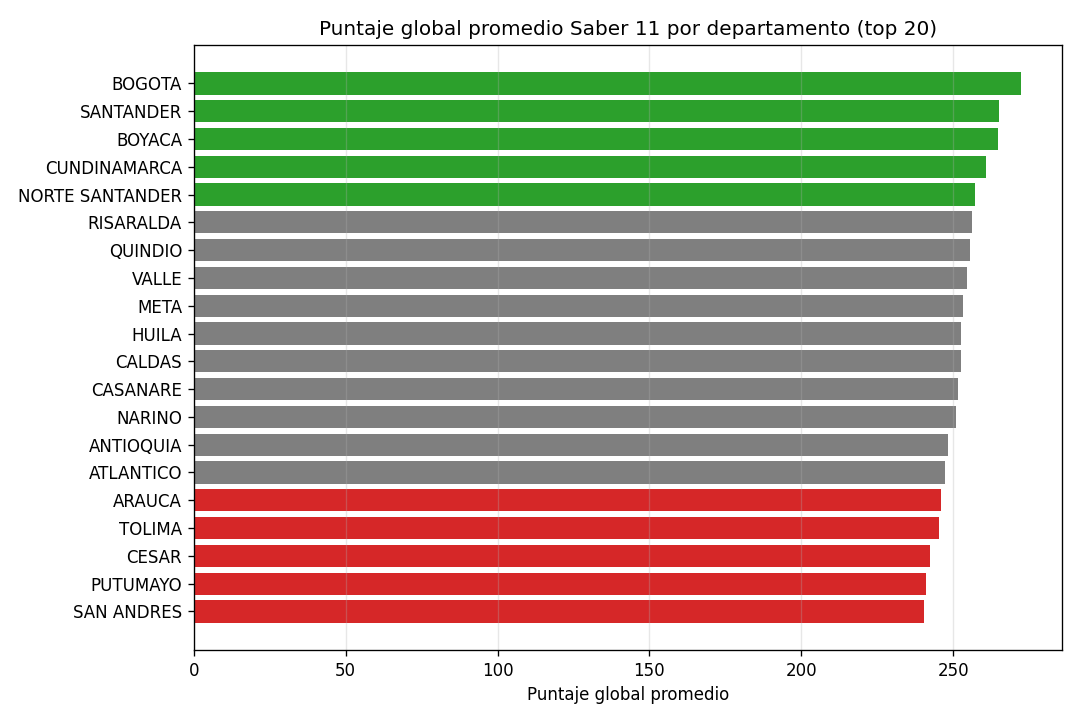 Puntaje global promedio Saber 11 por departamento (top 20)
BOGOTA
SANTANDER
BOYACA
CUNDINAMARCA
NORTE SANTANDER
RISARALDA
QUINDIO
VALLE
META
HUILA
CALDAS
CASANARE
NARINO
ANTIOQUIA
ATLANTICO
ARAUCA
TOLIMA
CESAR
PUTUMAYO
SAN ANDRES
0 50 100 150 200 250
Puntaje global promedio